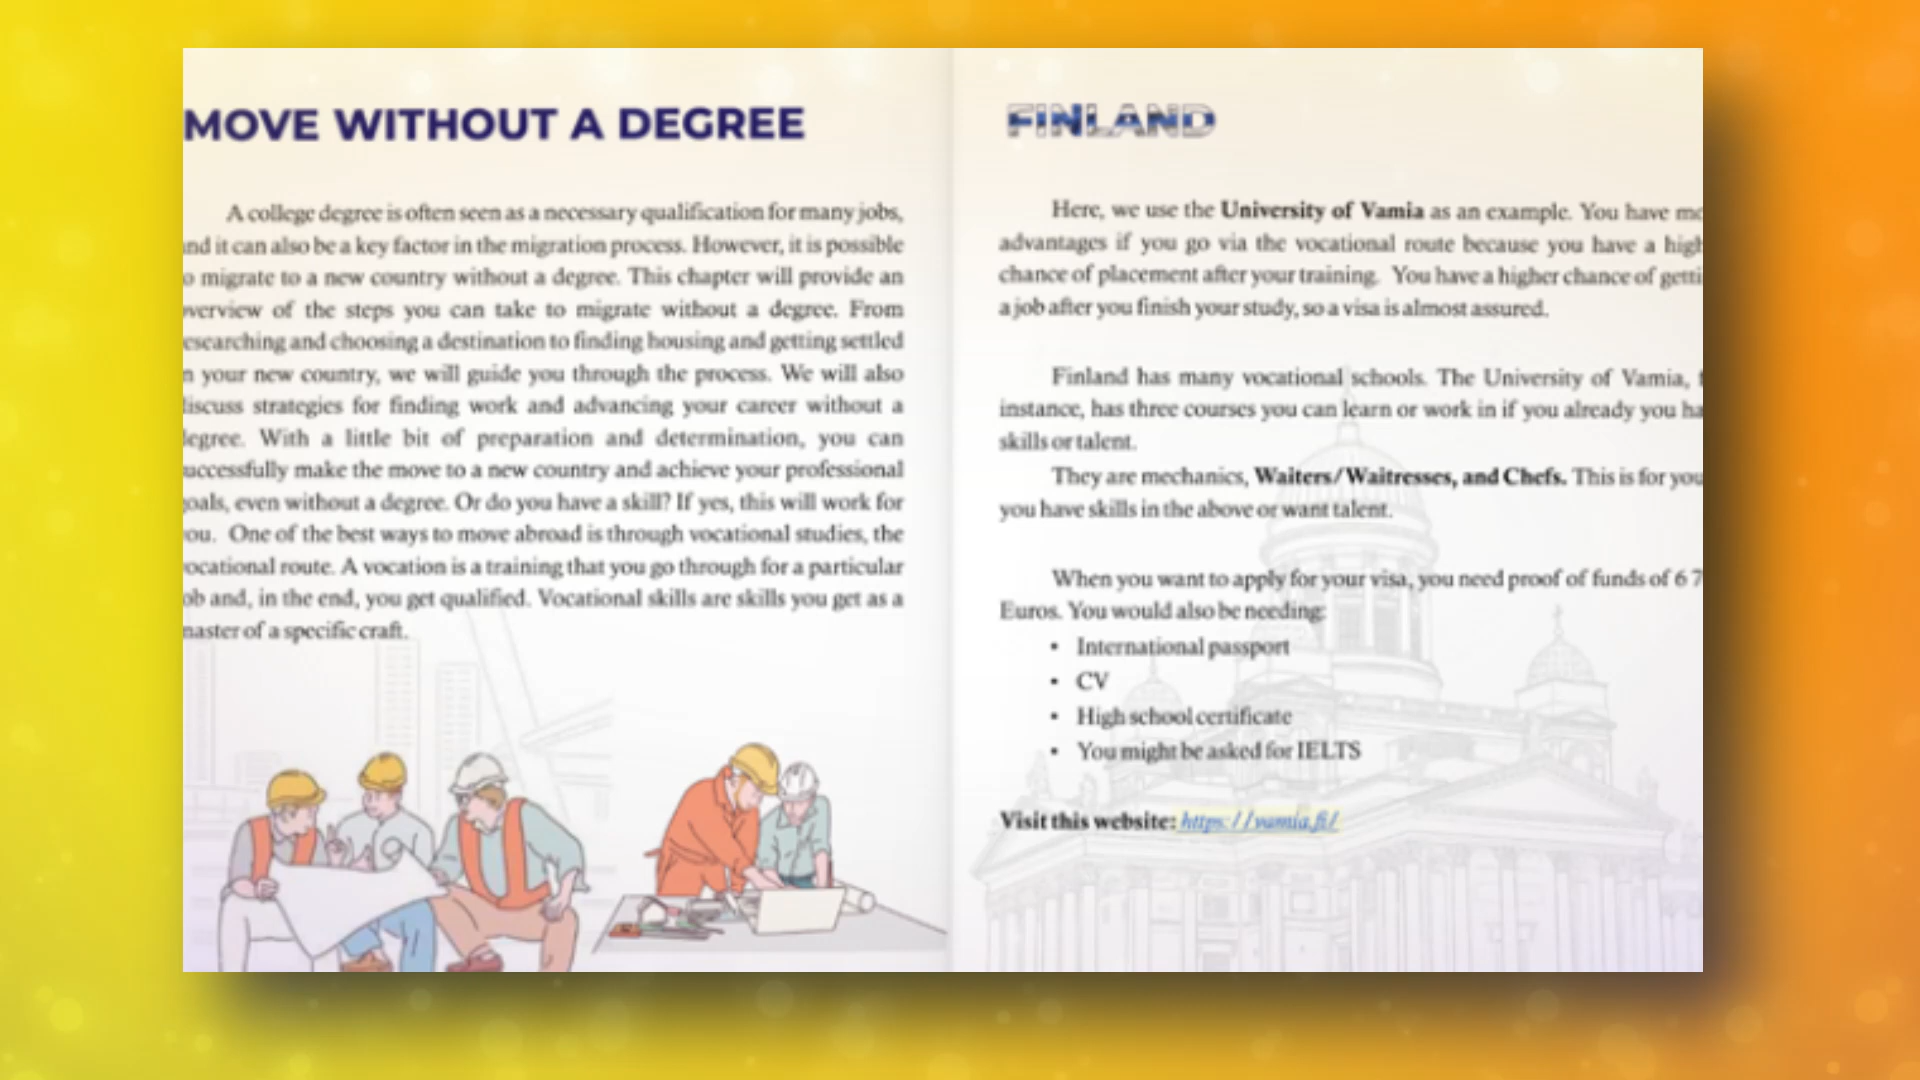 MOVE WITHOUT A DEGREE
A college degree is often seen as a necessary qualification for many jobs,
nd it can also be a key factor in the migration process. However, it is possible
o migrate to a new country without a degree. This chapter will provide an
verview of the steps you can take to migrate without a degree. From
esearching and choosing a destination to finding housing and getting settled
n your new country, we will guide you through the process. We will also
liscuss strategies for finding work and advancing your career without a
legree. With a little bit of preparation and determination, you can
uccessfully make the move to a new country and achieve your professional
goals, even without a degree. Or do you have a skill? If yes, this will work for
ou. One of the best ways to move abroad is through vocational studies, the
ocational route. A vocation is a training that you go through for a particular
ob and, in the end, you get qualified. Vocational skills are skills you get as a
naster of a specific craft.
FINLAND
Here, we use the University of Vamia as an example. You have mo
advantages if you go via the vocational route because you have a high
chance of placement after your training. You have a higher chance of getti
a job after you finish your study, so a visa is almost assured.
Finland has many vocational schools. The University of Vamia, f
instance, has three courses you can learn or work in if you already you ha
skills or talent.
They are mechanics, Waiters/Waitresses, and Chefs. This is for you
you have skills in the above or want talent.
When you want to apply for your visa, you need proof of funds of 6 7
Euros. You would also be needing:
• International passport
• CV
• High school certificate
• You might be asked for IELTS
Visit this website: https://vamia.fi/